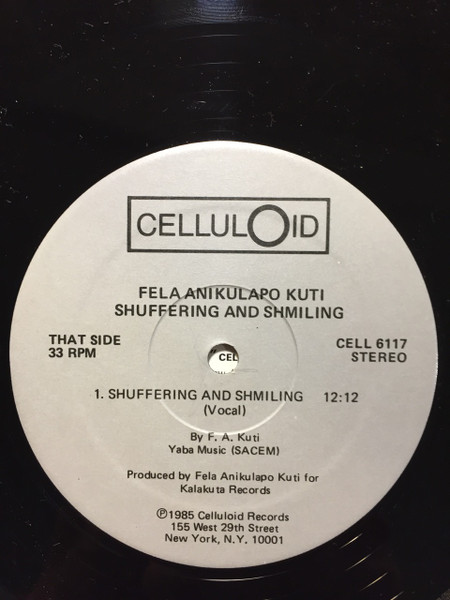 CELLULOID
FELA ANIKULAPO KUTI
SHUFFERING AND SHMILING
THAT SIDE
33 RPM
CELL 6117
STEREO
CEL
1. SHUFFERING AND SHMILING 12:12
(Vocal)
By F. A. Kuti
Yaba Music (SACEM)
Produced by Fela Anikulapo Kuti for
Kalakuta Records
℗1985 Celluloid Records
155 West 29th Street
New York, N.Y. 10001